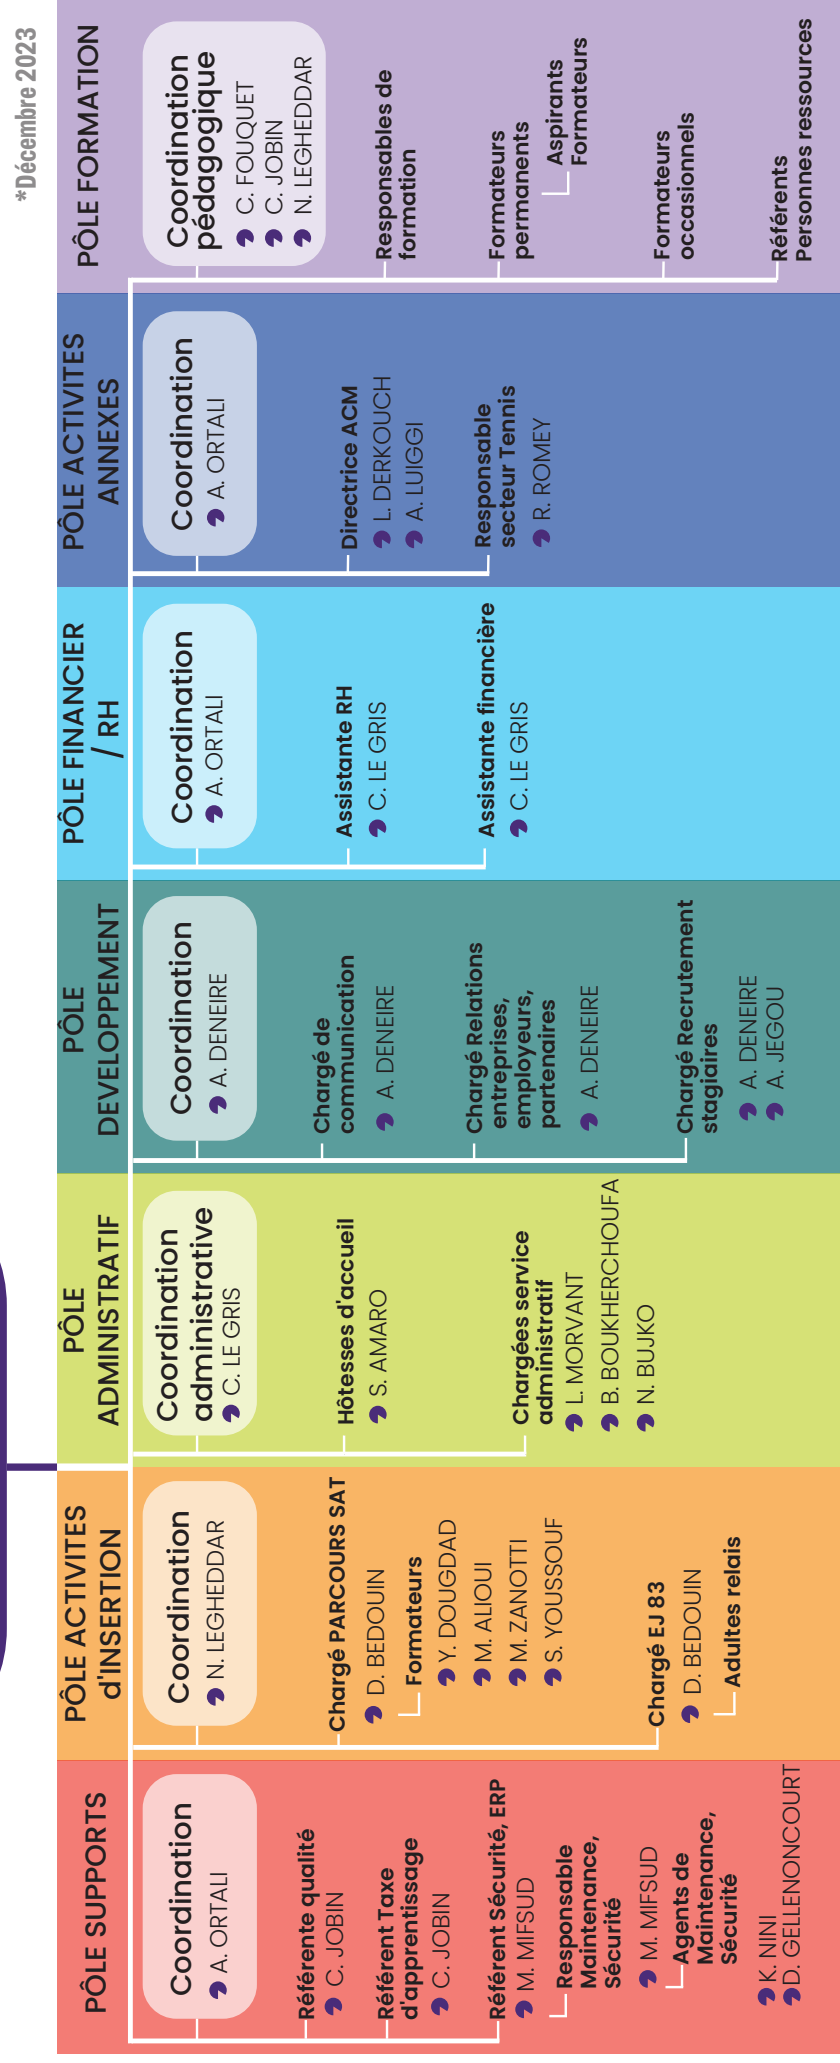 PÔLE SUPPORTS
Coordination
A. ORTALI
Référente qualité
C. JOBIN
Référent Taxe
d'apprentissage
C. JOBIN
Référent Sécurité, ERP
M. MIFSUD
Responsable
Maintenance,
Sécurité
M. MIFSUD
Agents de
Maintenance,
Sécurité
K. NINI
D. GELLENONCOURT
PÔLE ACTIVITES
d'INSERTION
Coordination
N. LEGHEDDAR
Chargé PARCOURS SAT
D. BEDOUIN
Formateurs
Y. DOUGDAD
M. ALIOUI
M. ZANOTTI
S. YOUSSOUF
Chargé EJ 83
D. BEDOUIN
Adultes relais
PÔLE
ADMINISTRATIF
Coordination
administrative
C. LE GRIS
Hôtesses d'accueil
S. AMARO
Chargées service
administratif
L. MORVANT
B. BOUKHERCHOUFA
N. BUJKO
PÔLE
DEVELOPPEMENT
Coordination
A. DENEIRE
Chargé de
communication
A. DENEIRE
Chargé Relations
entreprises,
employeurs,
partenaires
A. DENEIRE
Chargé Recrutement
stagiaires
A. DENEIRE
A. JEGOU
PÔLE FINANCIER
/ RH
Coordination
A. ORTALI
Assistante RH
C. LE GRIS
Assistante financière
C. LE GRIS
PÔLE ACTIVITES
ANNEXES
Coordination
A. ORTALI
Directrice ACM
L. DERKOUCH
A. LUIGGI
Responsable
secteur Tennis
R. ROMEY
*Décembre 2023
PÔLE FORMATION
Coordination
pédagogique
C. FOUQUET
C. JOBIN
N. LEGHEDDAR
Responsables de
formation
Formateurs
permanents
Aspirants
Formateurs
Formateurs
occasionnels
Référents
Personnes ressources